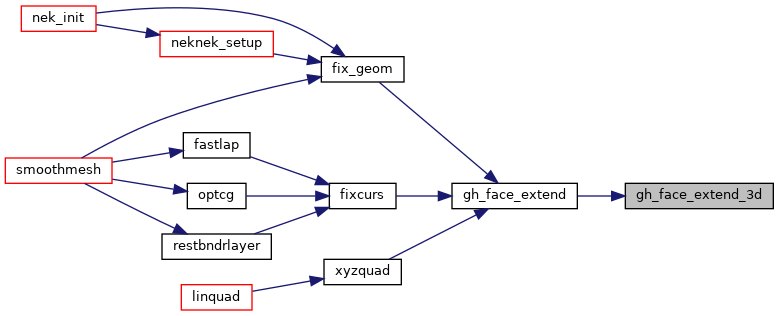 nek_init
neknek_setup
fix_geom
fastlap
smoothmesh
optcg
fixcurs
gh_face_extend
gh_face_extend_3d
restbndrlayer
xyzquad
linquad